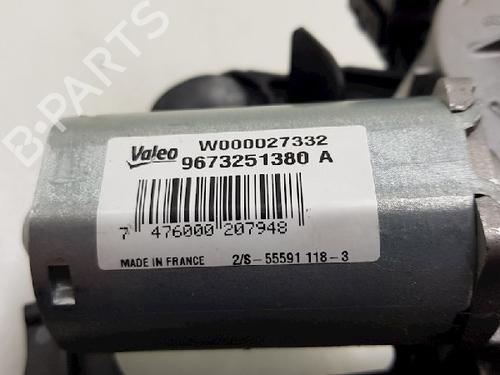 B-PARTS
Valeo W000027332
9673251380 A
7 476000 207948
MADE IN FRANCE 2/S-55591 118-3